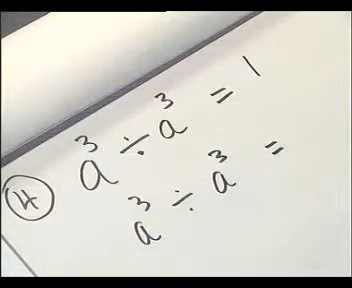 ④ a³ ÷ a³ = 1
a³ ÷ a³ =